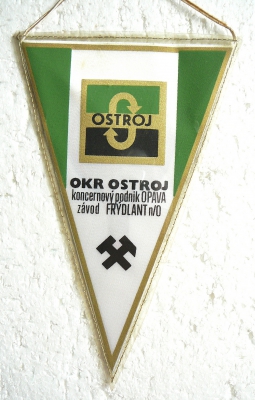 OSTROJ
OKR OSTROJ
koncernový podnik OPAVA
závod FRÝDLANT n/O